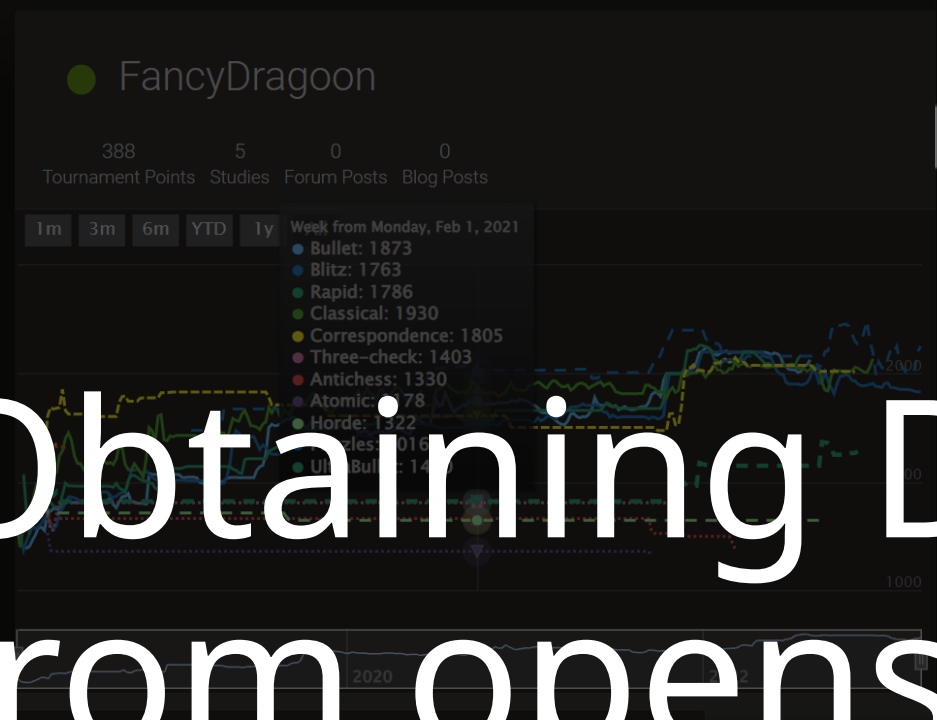 FancyDragoon
388 5 0 0
Tournament Points Studies Forum Posts Blog Posts
1m 3m 6m YTD 1y
Week from Monday, Feb 1, 2021
Bullet: 1873
Blitz: 1763
Rapid: 1786
Classical: 1930
Correspondence: 1805
Three-check: 1403
Antichess: 1330
2000
Atomic:
Horde: 1322
Obtaining D
1000
rom opens
2020